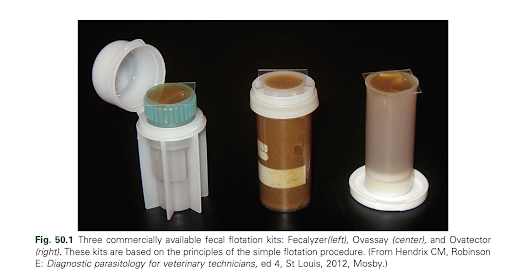 Fig. 50.1 Three commercially available fecal flotation kits: Fecalyzer(left), Ovassay (center), and Ovatector
(right). These kits are based on the principles of the simple flotation procedure. (From Hendrix CM, Robinson
E: Diagnostic parasitology for veterinary technicians, ed 4, St Louis, 2012, Mosby.)